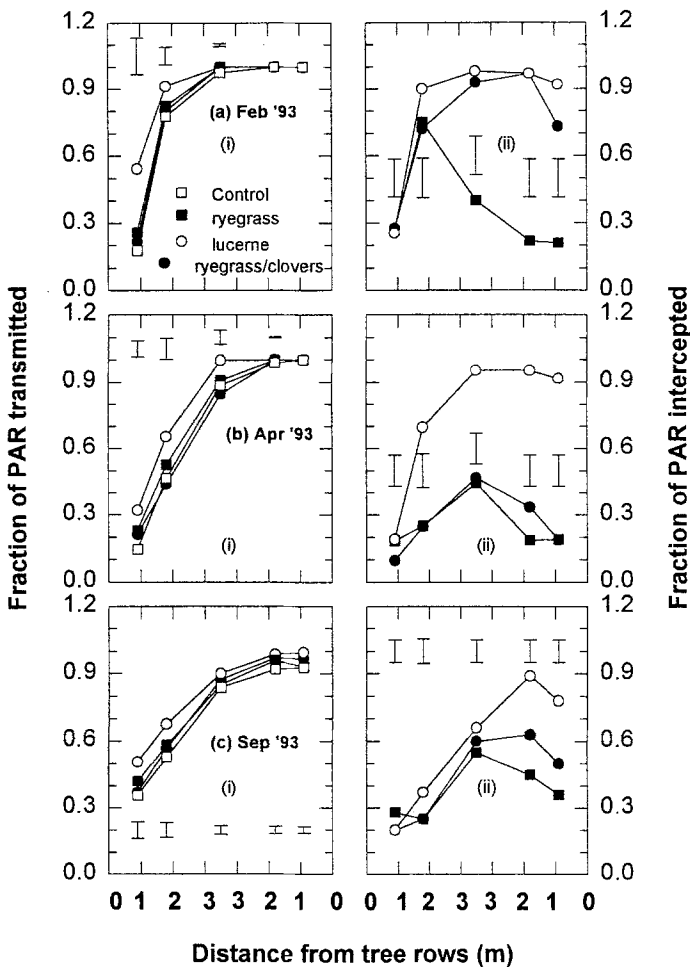 1.2
0.9
0.6
0.3
0.0
(a) Feb '93
(i)
Control
ryegrass
lucerne
ryegrass/clovers
(ii)
1.2
0.9
0.6
0.3
0.0
1.2
0.9
0.6
0.3
0.0
(b) Apr '93
(i)
(ii)
1.2
0.9
0.6
0.3
0.0
1.2
0.9
0.6
0.3
0.0
(c) Sep '93
(i)
(ii)
1.2
0.9
0.6
0.3
0.0
0 1 2 3 3 2 1 0
0 1 2 3 3 2 1 0
Fraction of PAR transmitted
Fraction of PAR intercepted
Distance from tree rows (m)